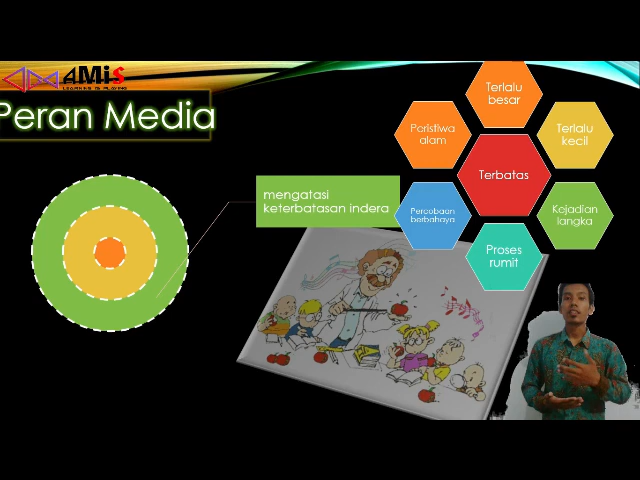 AMiS
LEARNING IS PLAYING
Peran Media
mengatasi
keterbatasan indera
Terlalu
besar
Peristiwa
alam
Terlalu
kecil
Terbatas
Percobaan
berbahaya
Kejadian
langka
Proses
rumit